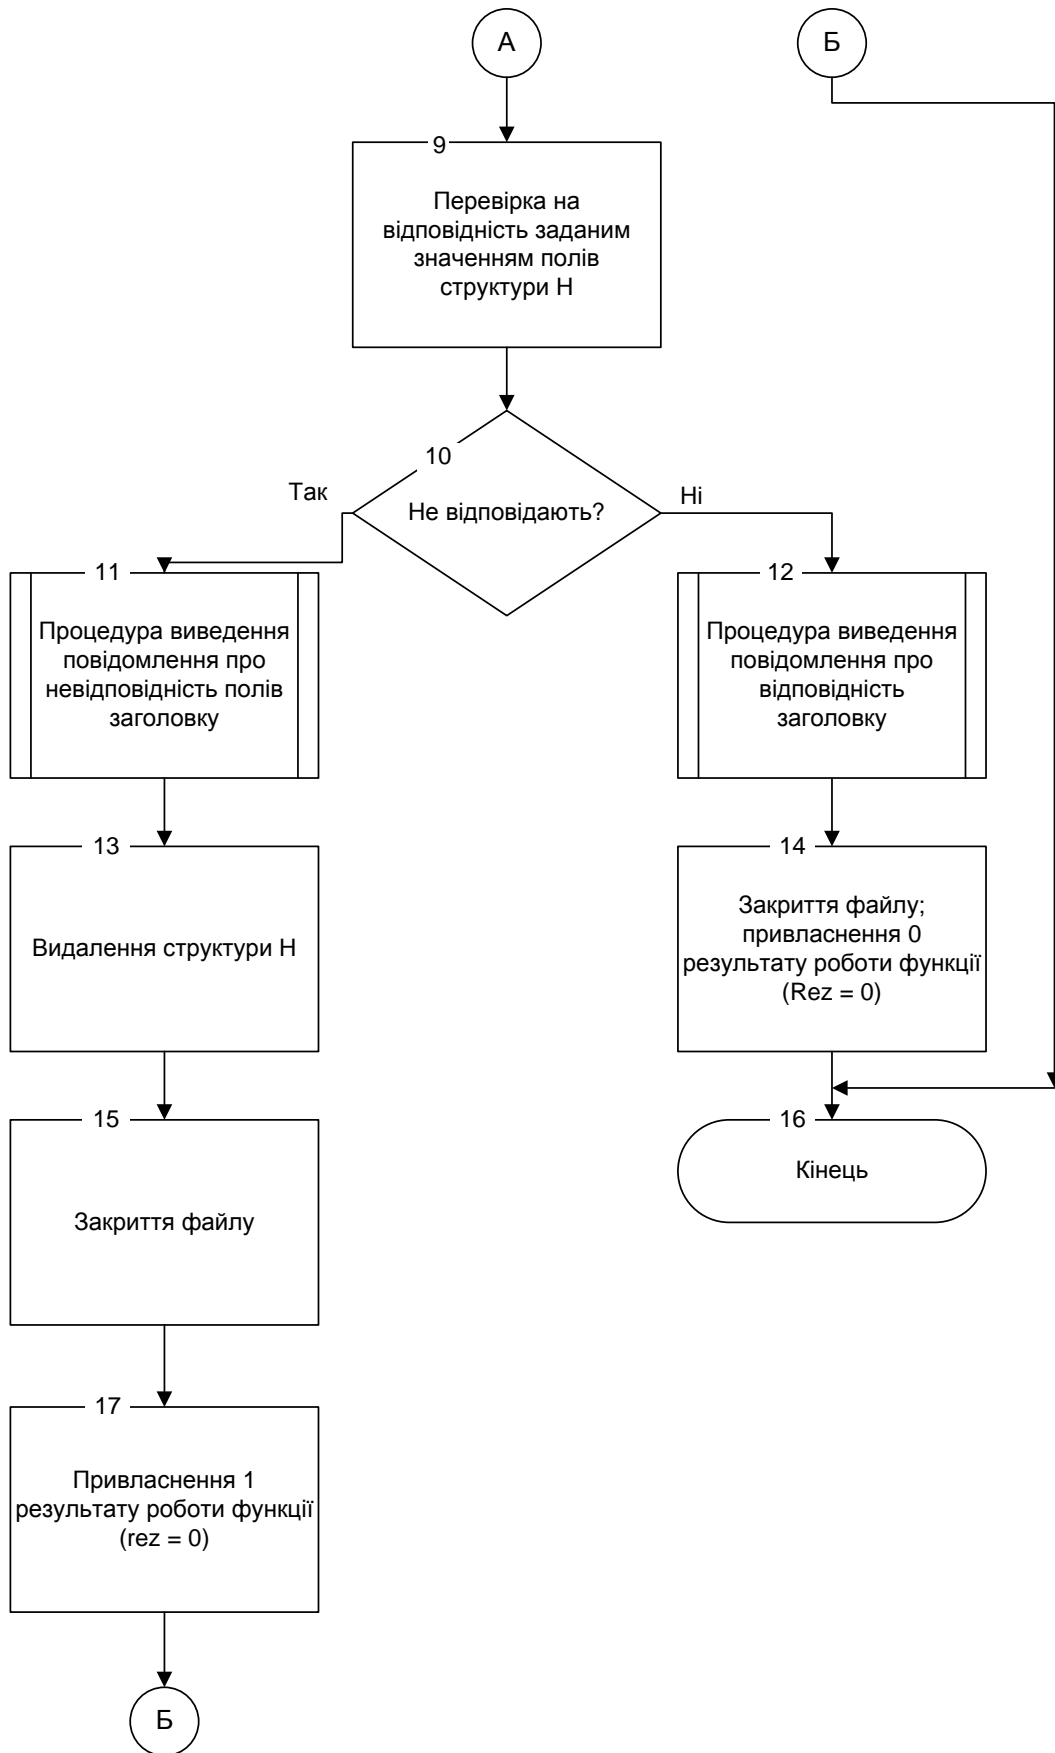 А
Б
9
Перевірка на
відповідність заданим
значенням полів
структури Н
10
Так
Не відповідають?
Ні
11
Процедура виведення
повідомлення про
невідповідність полів
заголовку
12
Процедура виведення
повідомлення про
відповідність
заголовку
13
Видалення структури Н
14
Закриття файлу;
привласнення 0
результату роботи функції
(Rez = 0)
15
Закриття файлу
16
Кінець
17
Привласнення 1
результату роботи функції
(rez = 0)
Б